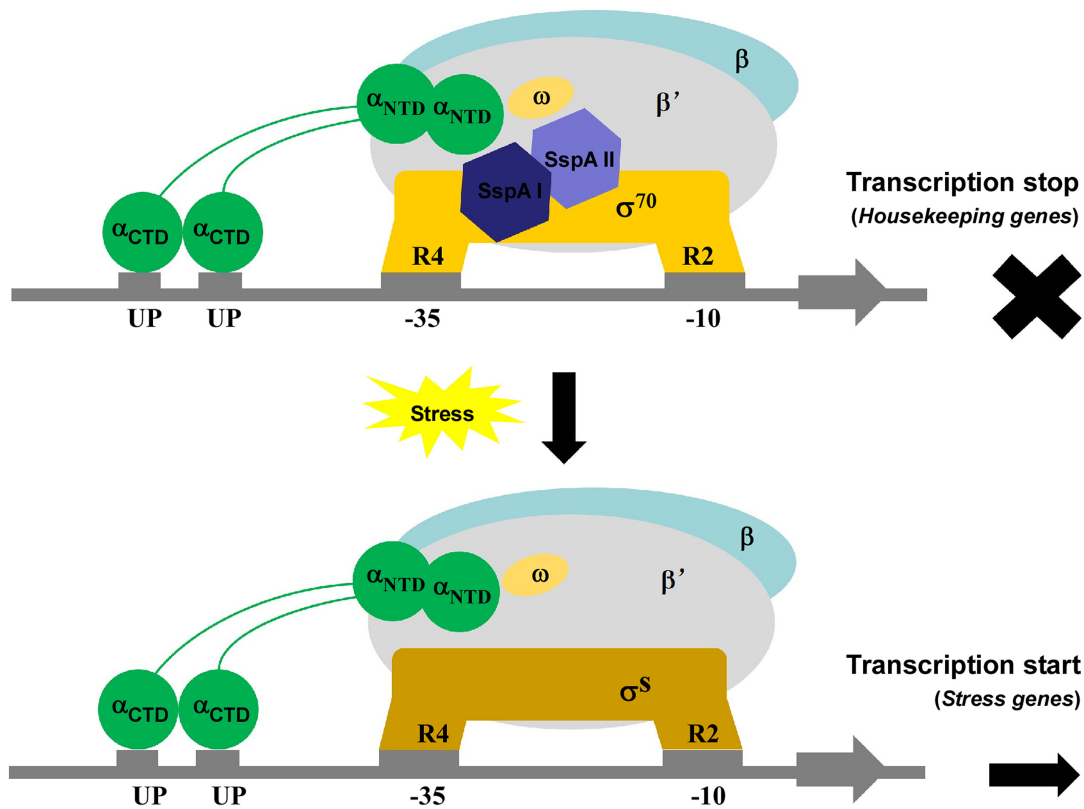 β
αNTD
αNTD
ω
β’
SspA II
SspA I
Transcription stop
(Housekeeping genes)
σ70
αCTD
αCTD
R4
R2
UP
UP
-35
-10
Stress
β
αNTD
αNTD
ω
β’
Transcription start
(Stress genes)
σS
αCTD
αCTD
R4
R2
UP
UP
-35
-10